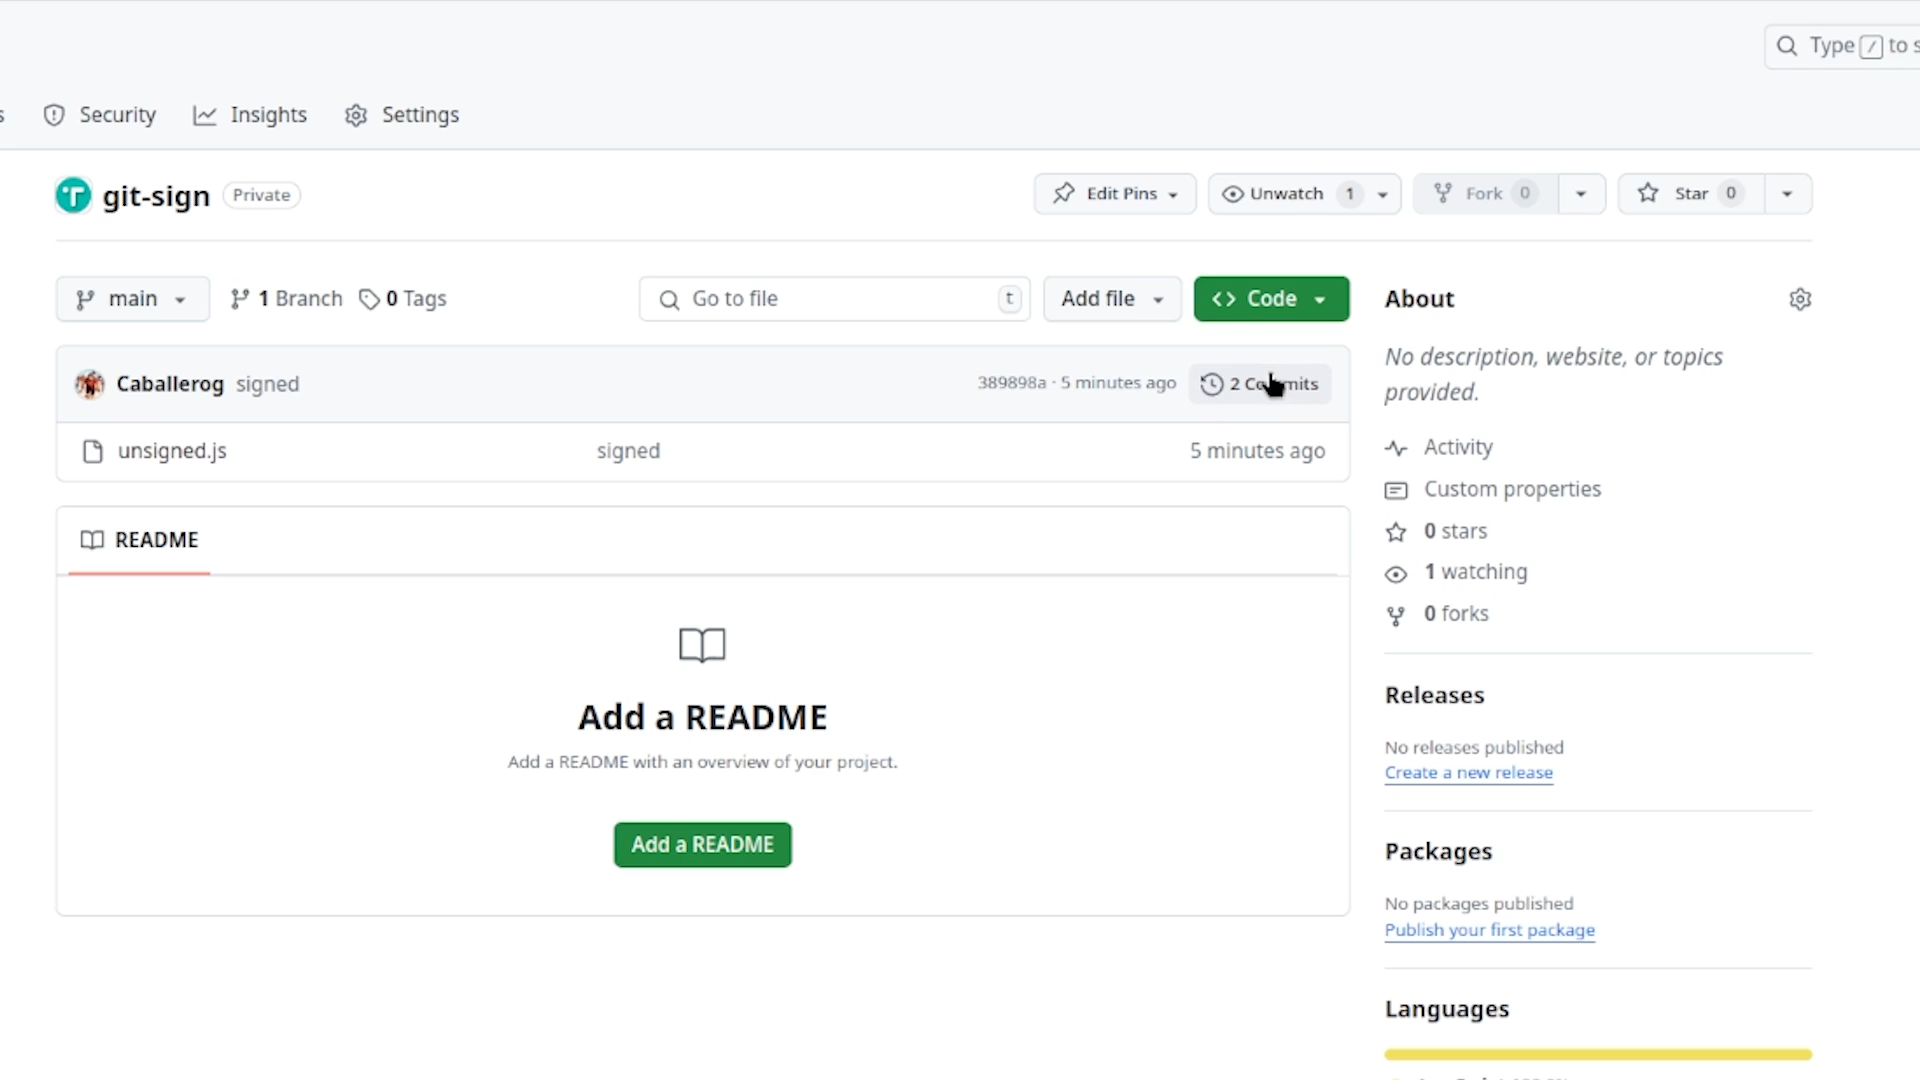 Type / to
Security Insights Settings
git-sign Private
Edit Pins Unwatch 1 Fork 0 Star 0
main 1 Branch 0 Tags Go to file t Add file Code
Caballerog signed 389898a · 5 minutes ago 2
unsigned.js signed 5 minutes ago
README
Add a README
Add a README with an overview of your project.
Add a README
About
No description, website, or topics
provided.
Activity
Custom properties
0 stars
1 watching
0 forks
Releases
No releases published
Create a new release
Packages
No packages published
Publish your first package
Languages